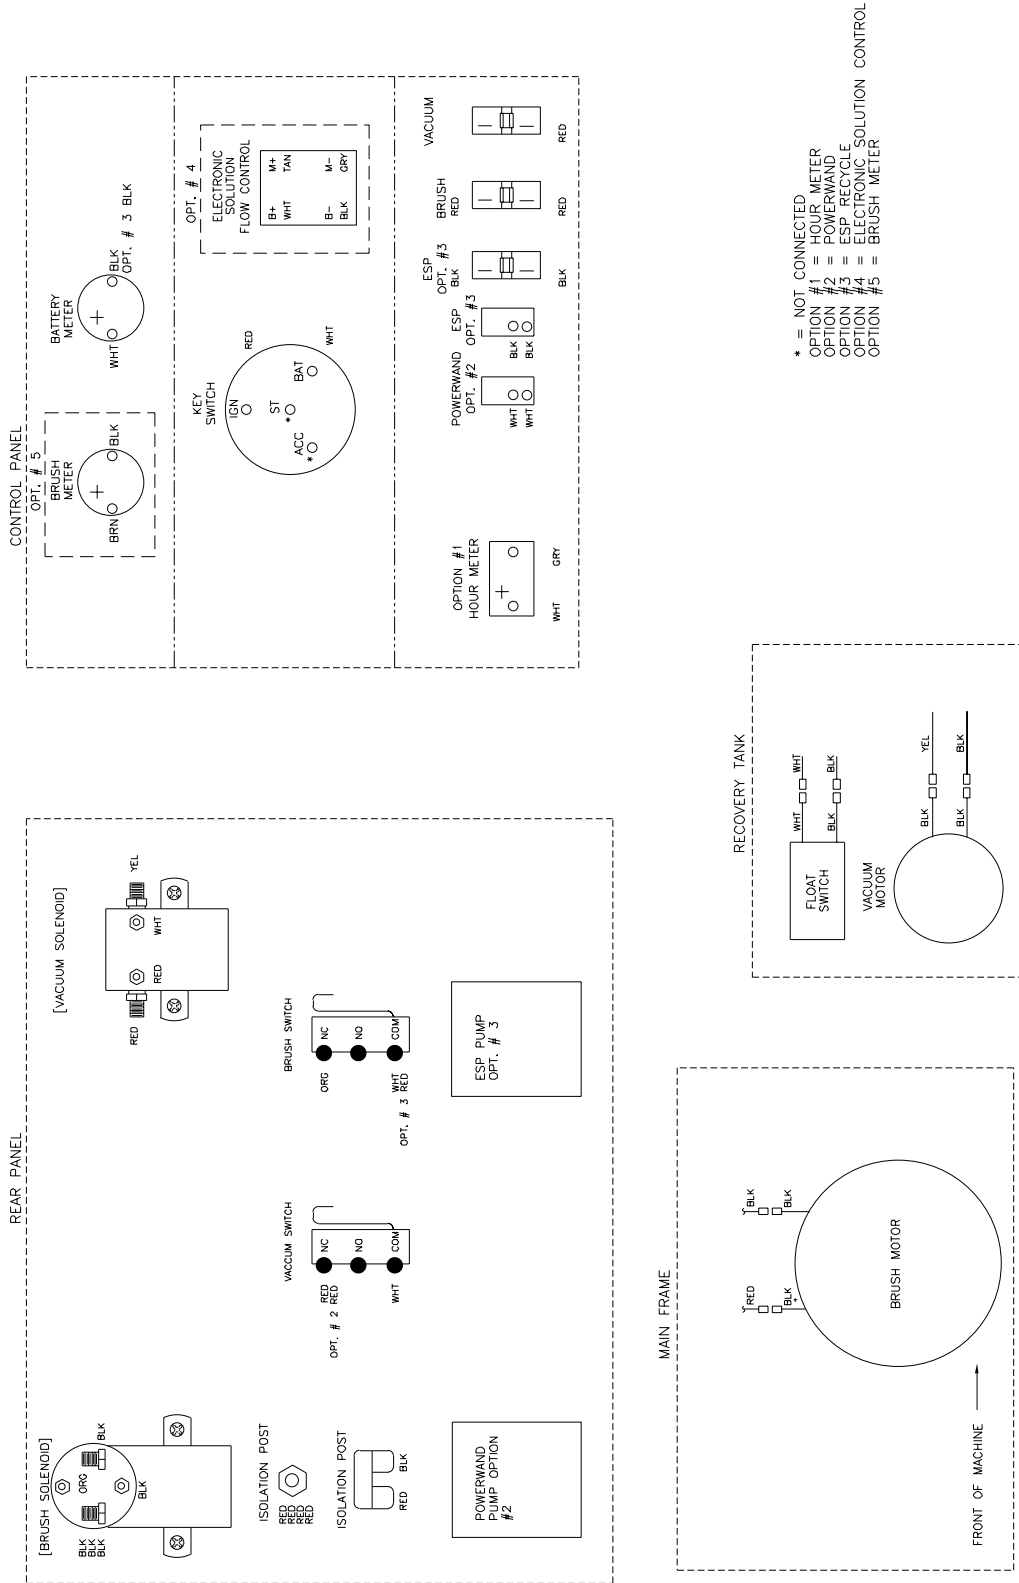 CONTROL PANEL
OPT. # 5
BRUSH
METER
BRN
BLK
BATTERY
METER
WHT
BLK
OPT. # 3 BLK
KEY
SWITCH
IGN
ST
*
ACC
*
BAT
RED
WHT
OPT. # 4
ELECTRONIC
SOLUTION
FLOW CONTROL
B+
M+
WHT
TAN
B-
M-
BLK
GRY
OPTION #1
HOUR METER
WHT
GRY
POWERWAND
OPT. #2
WHT
WHT
ESP
OPT. #3
BLK
BLK
ESP
OPT. #3
BLK
BLK
BRUSH
RED
RED
VACUUM
RED
* = NOT CONNECTED
OPTION #1 = HOUR METER
OPTION #2 = POWERWAND
OPTION #3 = ESP RECYCLE
OPTION #4 = ELECTRONIC SOLUTION CONTROL
OPTION #5 = BRUSH METER
REAR PANEL
[BRUSH SOLENOID]
BLK
BLK
BLK
ORG
BLK
BLK
[VACUUM SOLENOID]
RED
RED
WHT
YEL
ISOLATION POST
RED
RED
RED
RED
ISOLATION POST
RED
BLK
VACCUM SWITCH
RED
OPT. # 2 RED
NC
NO
COM
WHT
BRUSH SWITCH
ORG
NC
NO
COM
WHT
OPT. # 3 RED
POWERWAND
PUMP OPTION
#2
ESP PUMP
OPT. # 3
RECOVERY TANK
FLOAT
SWITCH
WHT
WHT
BLK
BLK
VACUUM
MOTOR
BLK
YEL
BLK
BLK
MAIN FRAME
RED
BLK
*
BLK
BLK
BRUSH MOTOR
FRONT OF MACHINE